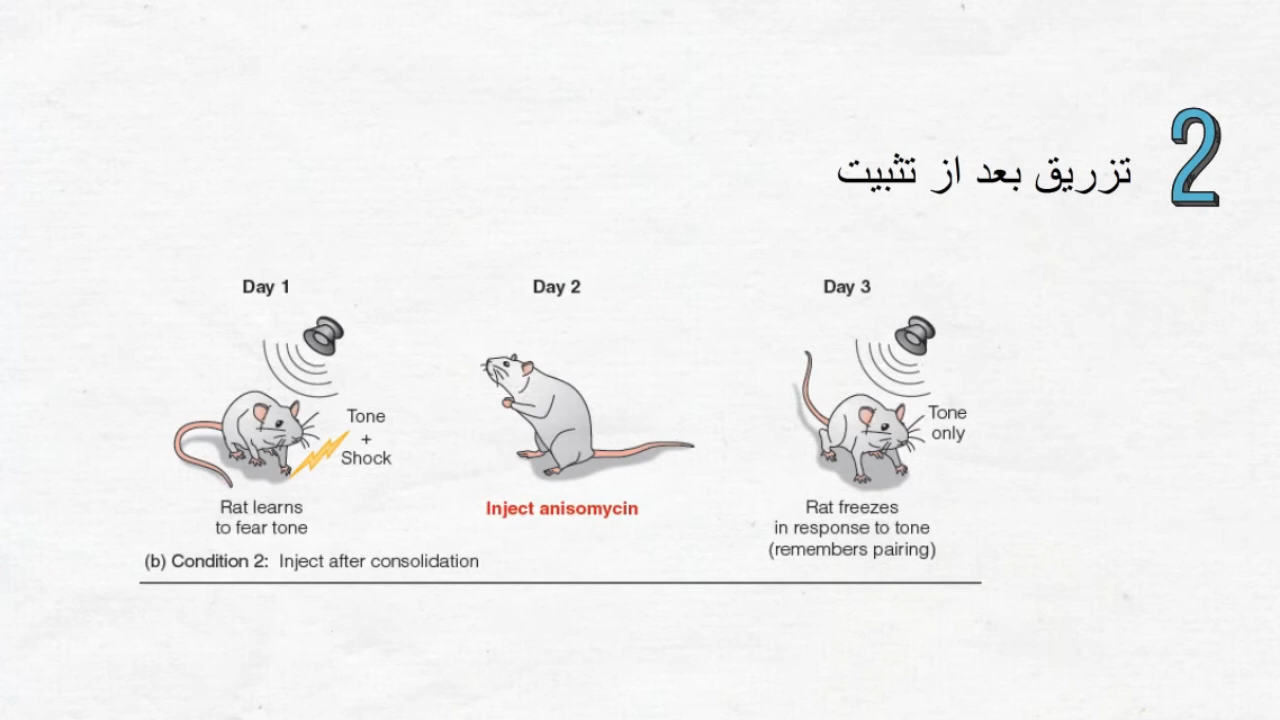 2
تزریق بعد از تثبیت
Day 1
Day 2
Day 3
Tone
+
Shock
Tone
only
Rat learns
to fear tone
Inject anisomycin
Rat freezes
in response to tone
(remembers pairing)
(b) Condition 2: Inject after consolidation